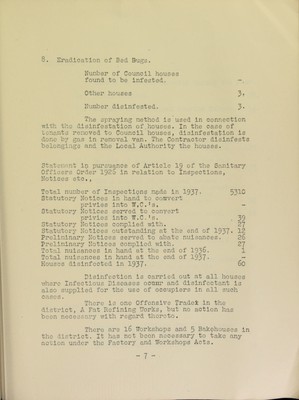 8. Eradication of Bed Bugs.
Number of Council houses
found to be infested. -
Other houses 3.
Number disinfested. 3.
The spraying method is used in connection
with the disinfestation of houses. In the case of
tenants removed to Council houses, disinfestation is
done by gas in removal van. The Contractor disinfests
belongings and the Local Authority the houses.
Statement in pursuance of Article 19 of the Sanitary
Officers Order 1926 in relation to Inspections,
Notices etc.,
Total number of Inspections made in 1937. 5312
Statutory Notices in hand to convert
privies into W.C.'s. -
Statutory Notices served to convert
privies into W.C.'s. 39
Statutory Notices complied with. 27
Statutory Notices outstanding at the end of 1937. 12
Preliminary Notices served to abate nuisances. 28
Preliminary Notices complied with. 27
Total nuisances in hand at the end of 1936. 1
Total nuisances in hand at the end of 1937.
Houses disinfected in 1937. 60
Disinfection is carried out at all houses
where Infectious Diseases occur and disinfectant is
also supplied for the use of occupiers in all such
cases.
There is one Offensive Trade in the
district, A Fat Refining Works, but no action has
been necessary with regard thereto.
There are 16 Workshops and 5 Bakehouses in
the district. It has not been necessary to take any
action under the Factory and Workshops Acts.
- 7 -